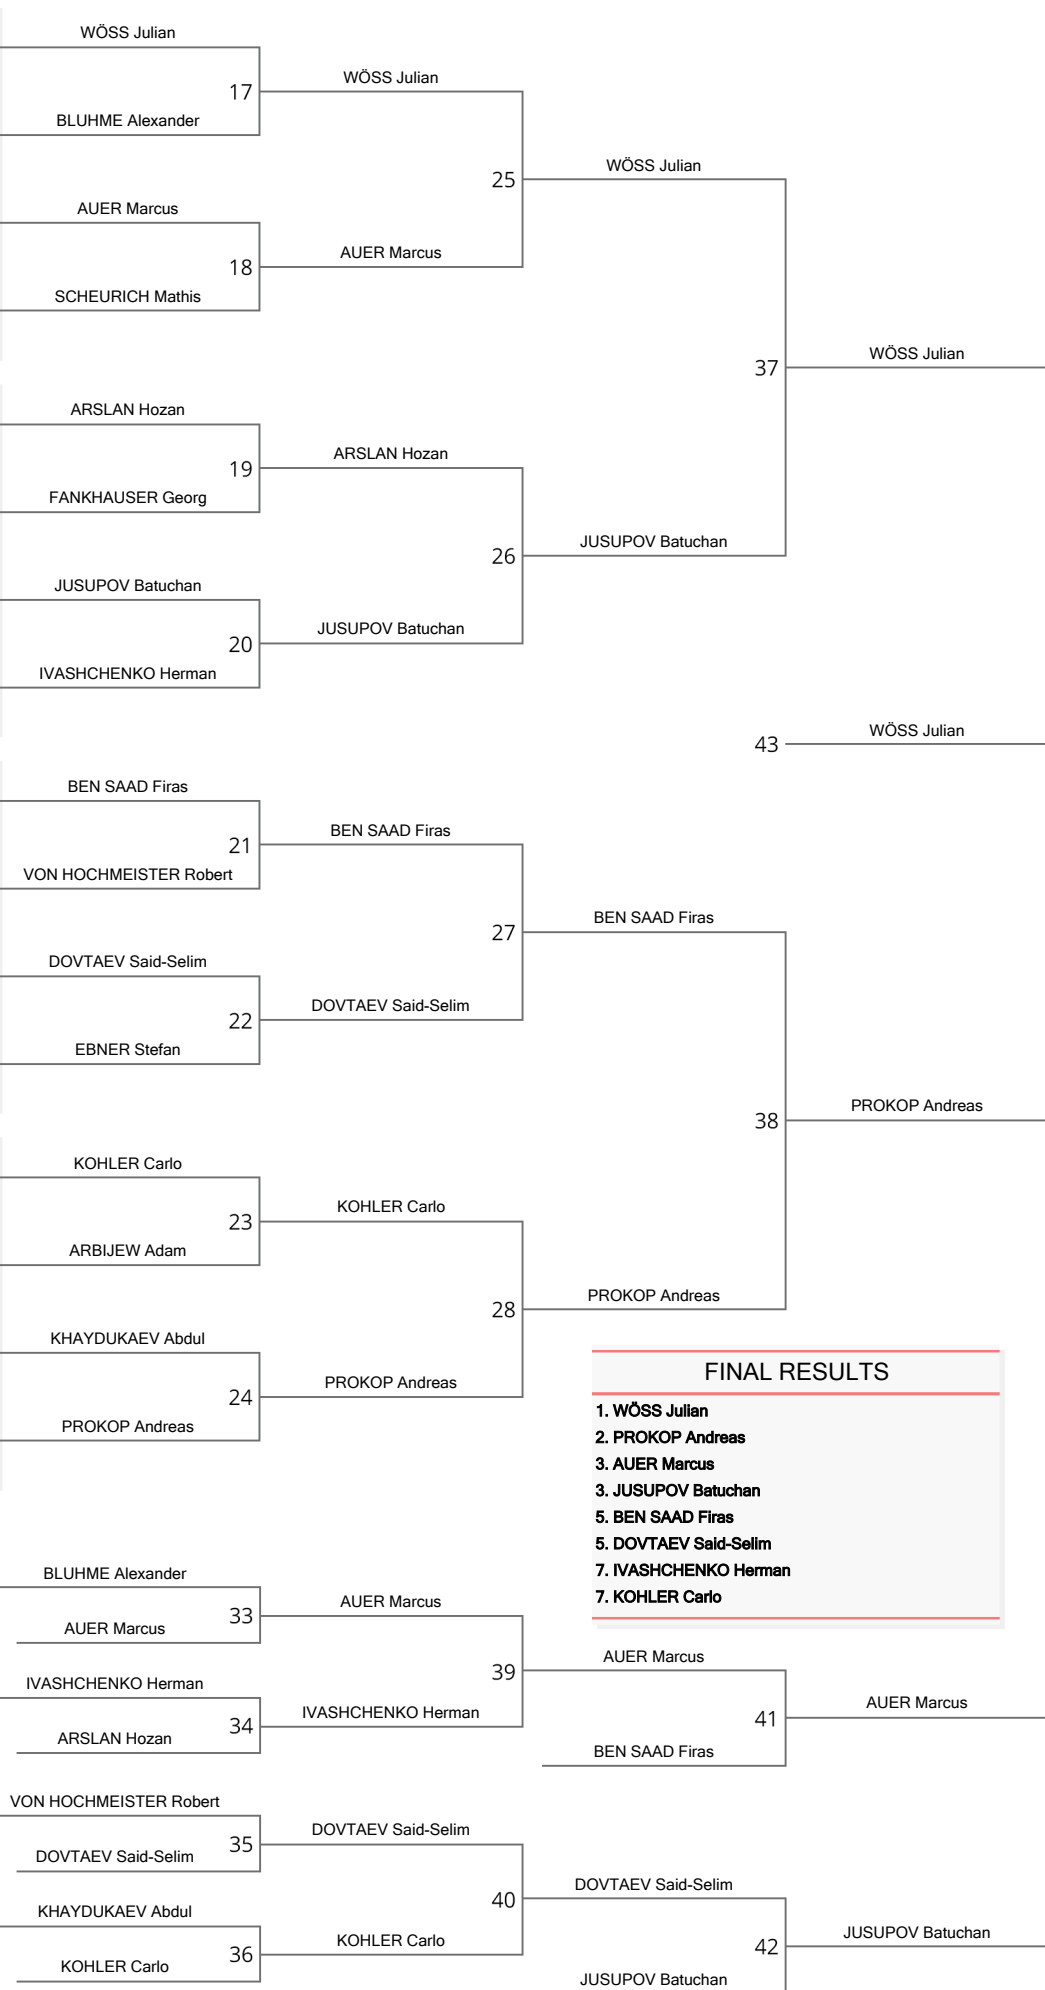 WÖSS Julian
17
BLUHME Alexander
WÖSS Julian
AUER Marcus
18
SCHEURICH Mathis
AUER Marcus
25
WÖSS Julian
ARSLAN Hozan
19
FANKHAUSER Georg
ARSLAN Hozan
JUSUPOV Batuchan
20
IVASHCHENKO Herman
JUSUPOV Batuchan
26
JUSUPOV Batuchan
37
WÖSS Julian
43
WÖSS Julian
BEN SAAD Firas
21
VON HOCHMEISTER Robert
BEN SAAD Firas
DOVTAEV Said-Selim
22
EBNER Stefan
DOVTAEV Said-Selim
27
BEN SAAD Firas
KOHLER Carlo
23
ARBIJEW Adam
KOHLER Carlo
KHAYDUKAEV Abdul
24
PROKOP Andreas
PROKOP Andreas
28
PROKOP Andreas
38
PROKOP Andreas
FINAL RESULTS
1. WÖSS Julian
2. PROKOP Andreas
3. AUER Marcus
3. JUSUPOV Batuchan
5. BEN SAAD Firas
5. DOVTAEV Said-Selim
7. IVASHCHENKO Herman
7. KOHLER Carlo
BLUHME Alexander
33
AUER Marcus
AUER Marcus
IVASHCHENKO Herman
34
ARSLAN Hozan
IVASHCHENKO Herman
39
AUER Marcus
41
BEN SAAD Firas
AUER Marcus
VON HOCHMEISTER Robert
35
DOVTAEV Said-Selim
DOVTAEV Said-Selim
KHAYDUKAEV Abdul
36
KOHLER Carlo
KOHLER Carlo
40
DOVTAEV Said-Selim
42
JUSUPOV Batuchan
JUSUPOV Batuchan